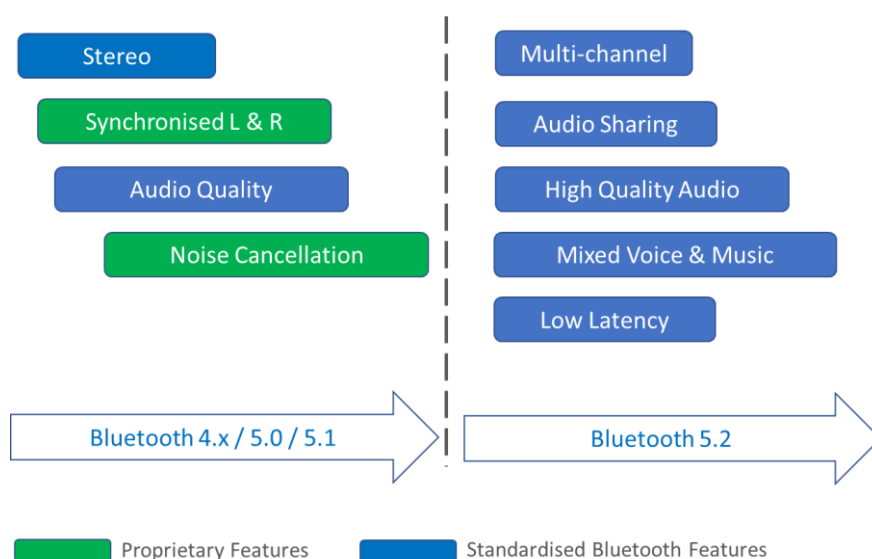 Stereo
Synchronised L & R
Audio Quality
Noise Cancellation
Multi-channel
Audio Sharing
High Quality Audio
Mixed Voice & Music
Low Latency
Bluetooth 4.x / 5.0 / 5.1
Bluetooth 5.2
Proprietary Features
Standardised Bluetooth Features